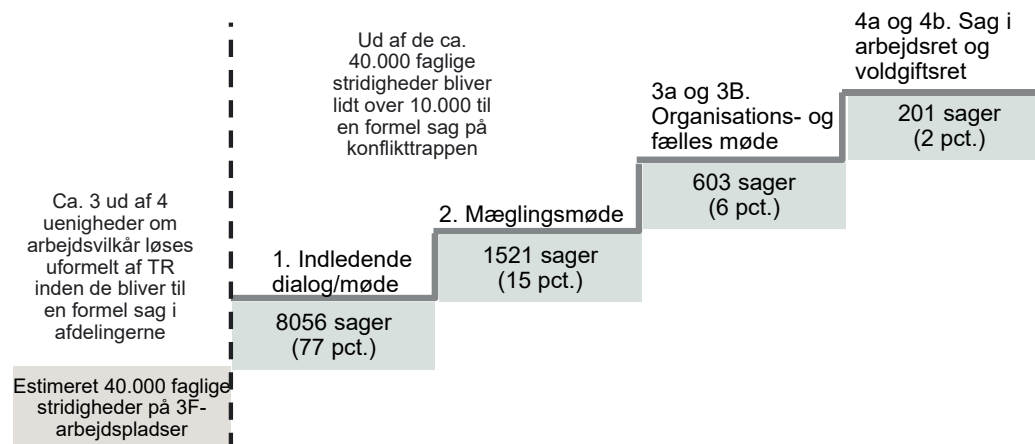 Ca. 3 ud af 4
uenigheder om
arbejdsvilkår løses
uformelt af TR
inden de bliver til
en formel sag i
afdelingerne
Estimeret 40.000 faglige
stridigheder på 3F-
arbejdspladser
Ud af de ca.
40.000 faglige
stridigheder bliver
lidt over 10.000 til
en formel sag på
konflikttrappen
1. Indledende
dialog/møde
8056 sager
(77 pct.)
2. Mæglingsmøde
1521 sager
(15 pct.)
3a og 3B.
Organisations- og
fælles møde
603 sager
(6 pct.)
4a og 4b. Sag i
arbejdsret og
voldgiftsret
201 sager
(2 pct.)